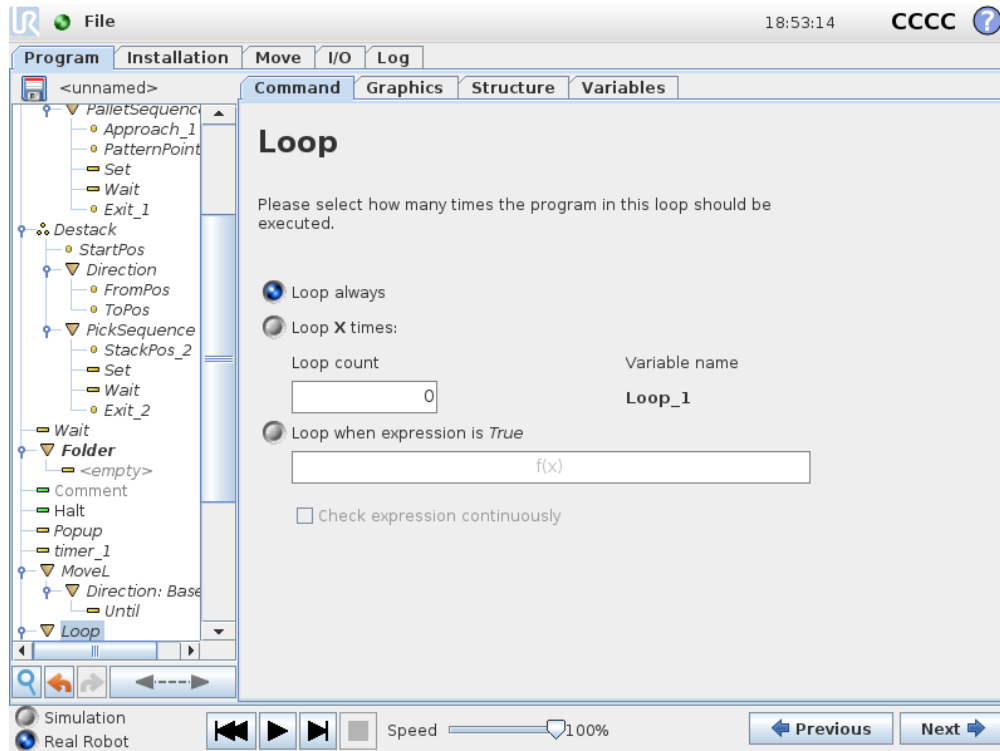 UR File 18:53:14 CCCC ?
Program Installation Move I/O Log
<unnamed> Command Graphics Structure Variables
PalletSequenc
Approach_1
PatternPoint
Set
Wait
Exit_1
Destack
StartPos
Direction
FromPos
ToPos
PickSequence
StackPos_2
Set
Wait
Exit_2
Wait
Folder
<empty>
Comment
Halt
Popup
timer_1
MoveL
Direction: Base
Until
Loop
Loop
Please select how many times the program in this loop should be
executed.
Loop always
Loop X times:
Loop count Variable name
0 Loop_1
Loop when expression is True
f(x)
Check expression continuously
Simulation
Real Robot
Speed 100% Previous Next